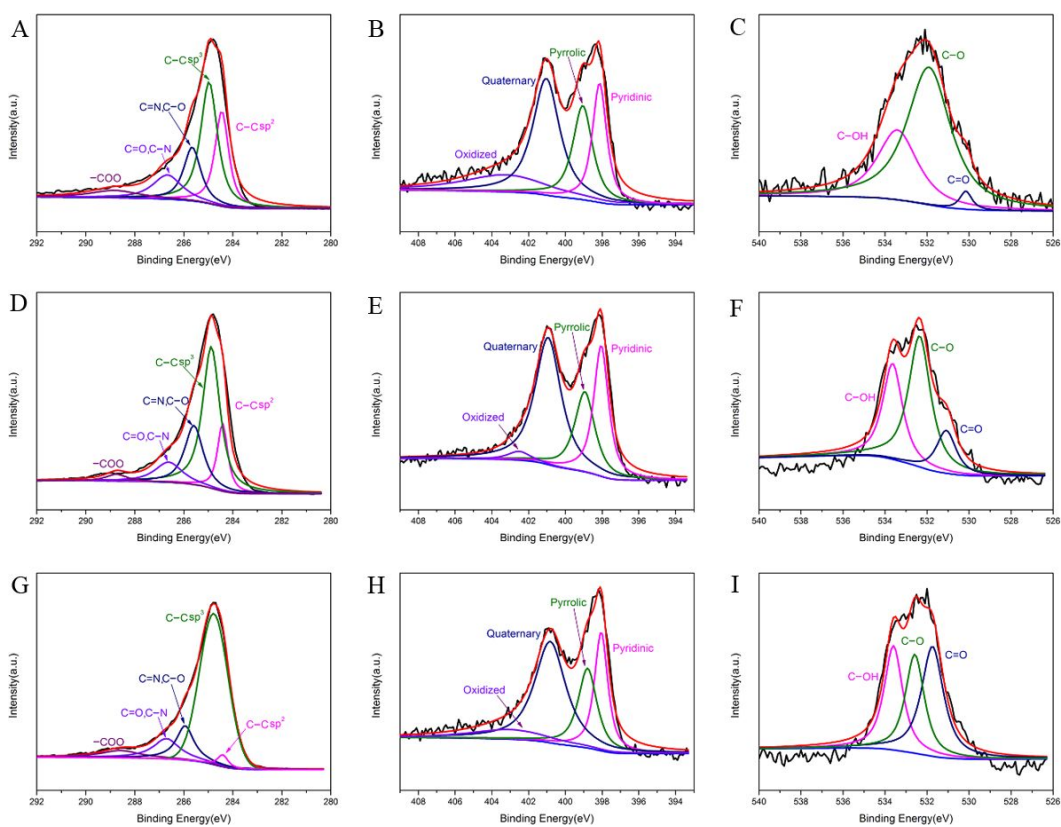 A
C−Csp3
C=N,C−O
C−Csp2
C=O,C−N
−COO
Intensity(a.u.)
292 290 288 286 284 282 280
Binding Energy(eV)
B
Pyrrolic
Quaternary
Pyridinic
Oxidized
Intensity(a.u.)
408 406 404 402 400 398 396 394
Binding Energy(eV)
C
C−O
C−OH
C=O
Intensity(a.u.)
540 538 536 534 532 530 528 526
Binding Energy(eV)
D
C−Csp3
C=N,C−O
C−Csp2
C=O,C−N
−COO
Intensity(a.u.)
292 290 288 286 284 282 280
Binding Energy(eV)
E
Pyrrolic
Quaternary
Pyridinic
Oxidized
Intensity(a.u.)
408 406 404 402 400 398 396 394
Binding Energy(eV)
F
C−O
C−OH
C=O
Intensity(a.u.)
540 538 536 534 532 530 528 526
Binding Energy(eV)
G
C−Csp3
C=N,C−O
C=O,C−N
C−Csp2
−COO
Intensity(a.u.)
292 290 288 286 284 282 280
Binding Energy(eV)
H
Pyrrolic
Quaternary
Pyridinic
Oxidized
Intensity(a.u.)
408 406 404 402 400 398 396 394
Binding Energy(eV)
I
C−O
C=O
C−OH
Intensity(a.u.)
540 538 536 534 532 530 528 526
Binding Energy(eV)